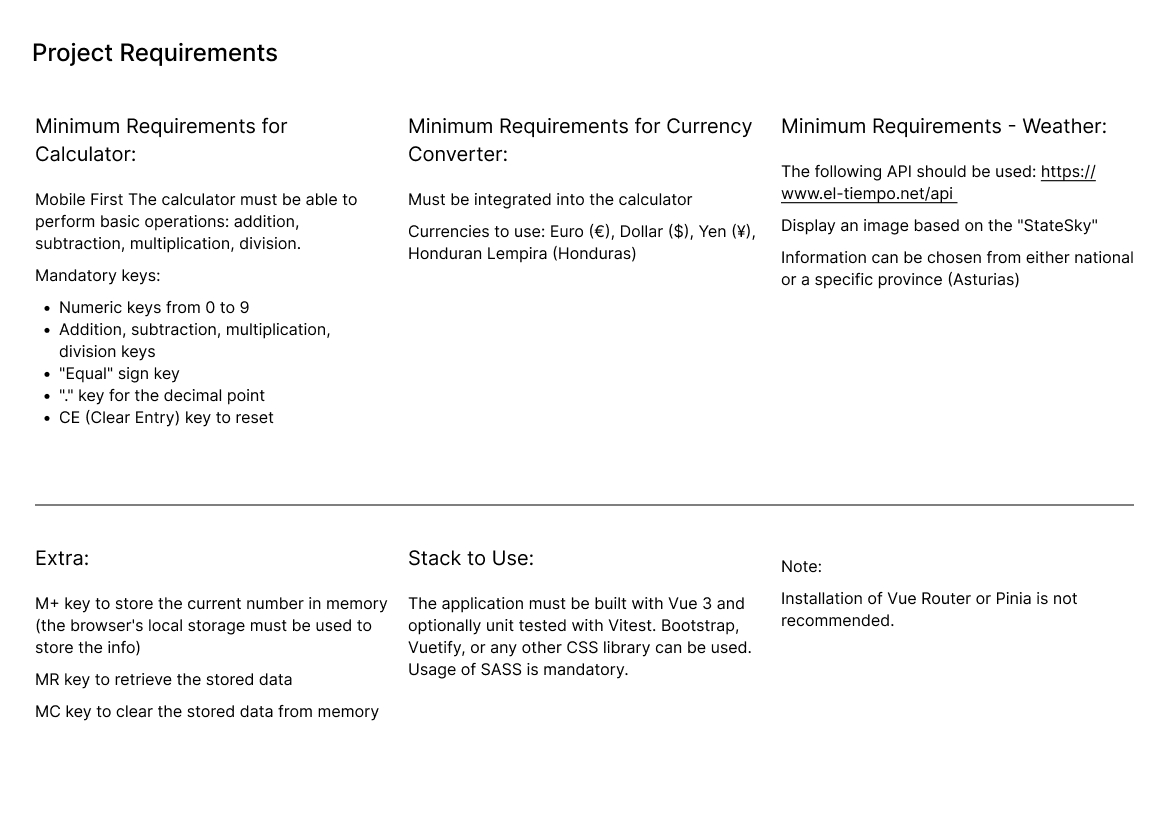 Project Requirements
Minimum Requirements for
Calculator:
Mobile First The calculator must be able to
perform basic operations: addition,
subtraction, multiplication, division.
Mandatory keys:
• Numeric keys from 0 to 9
• Addition, subtraction, multiplication,
division keys
• "Equal" sign key
• "." key for the decimal point
• CE (Clear Entry) key to reset
Minimum Requirements for Currency
Converter:
Must be integrated into the calculator
Currencies to use: Euro (€), Dollar ($), Yen (¥),
Honduran Lempira (Honduras)
Minimum Requirements - Weather:
The following API should be used: https://
www.el-tiempo.net/api
Display an image based on the "StateSky"
Information can be chosen from either national
or a specific province (Asturias)
Extra:
M+ key to store the current number in memory
(the browser's local storage must be used to
store the info)
MR key to retrieve the stored data
MC key to clear the stored data from memory
Stack to Use:
The application must be built with Vue 3 and
optionally unit tested with Vitest. Bootstrap,
Vuetify, or any other CSS library can be used.
Usage of SASS is mandatory.
Note:
Installation of Vue Router or Pinia is not
recommended.